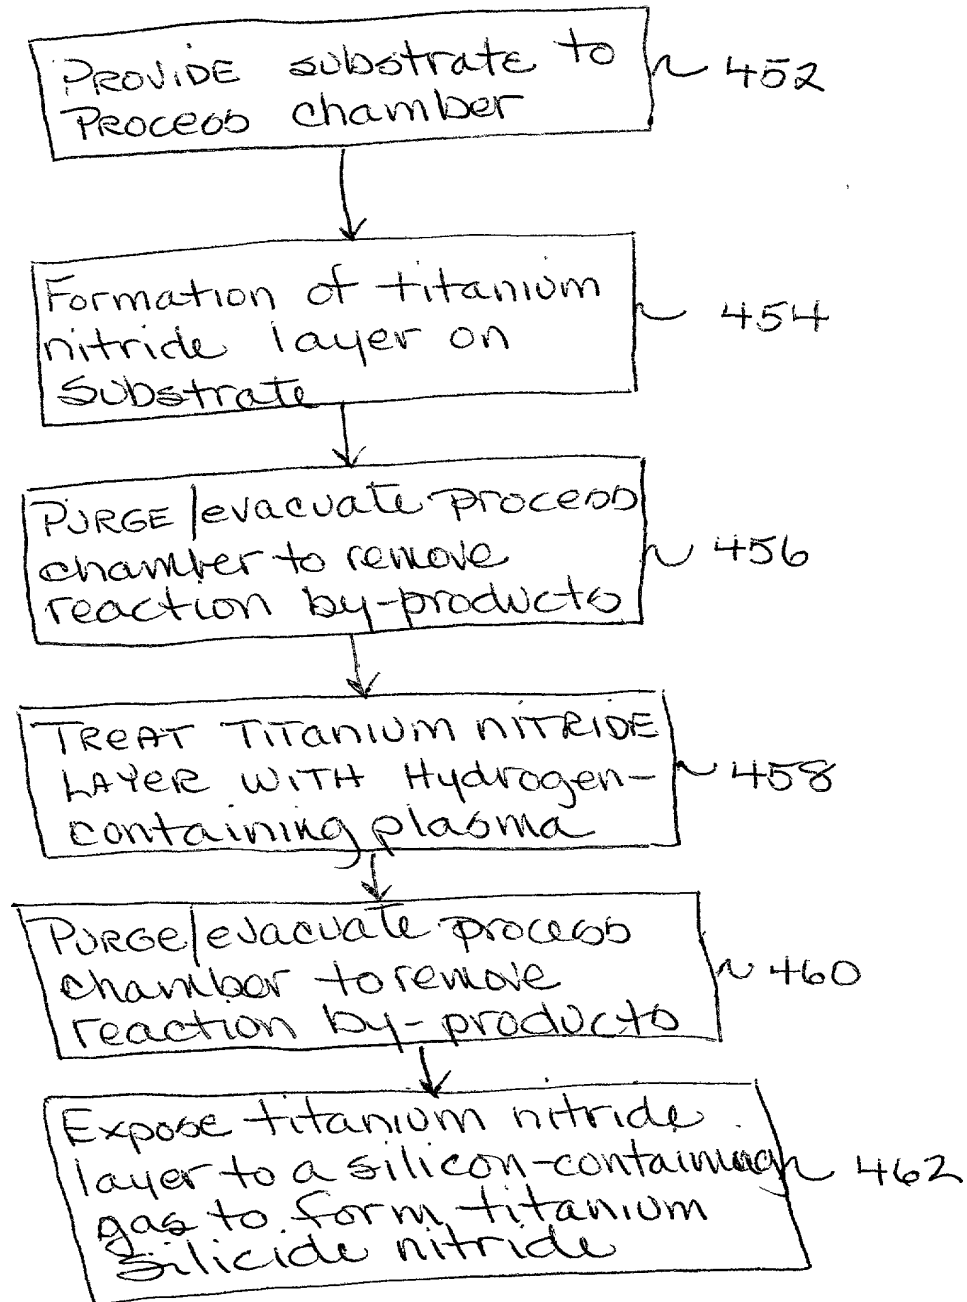 PROVIDE substrate to
Process chamber
452
Formation of titanium
nitride layer on
Substrate
454
PURGE/evacuate process
chamber to remove
reaction by-products
456
TREAT TITanium NITRIDE
LAYER WITH Hydrogen-
containing plasma
458
PURGe/evacuate process
chamber to remove
reaction by-products
460
Expose titanium nitride
layer to a silicon-containing
gas to form titanium
silicide nitride
462